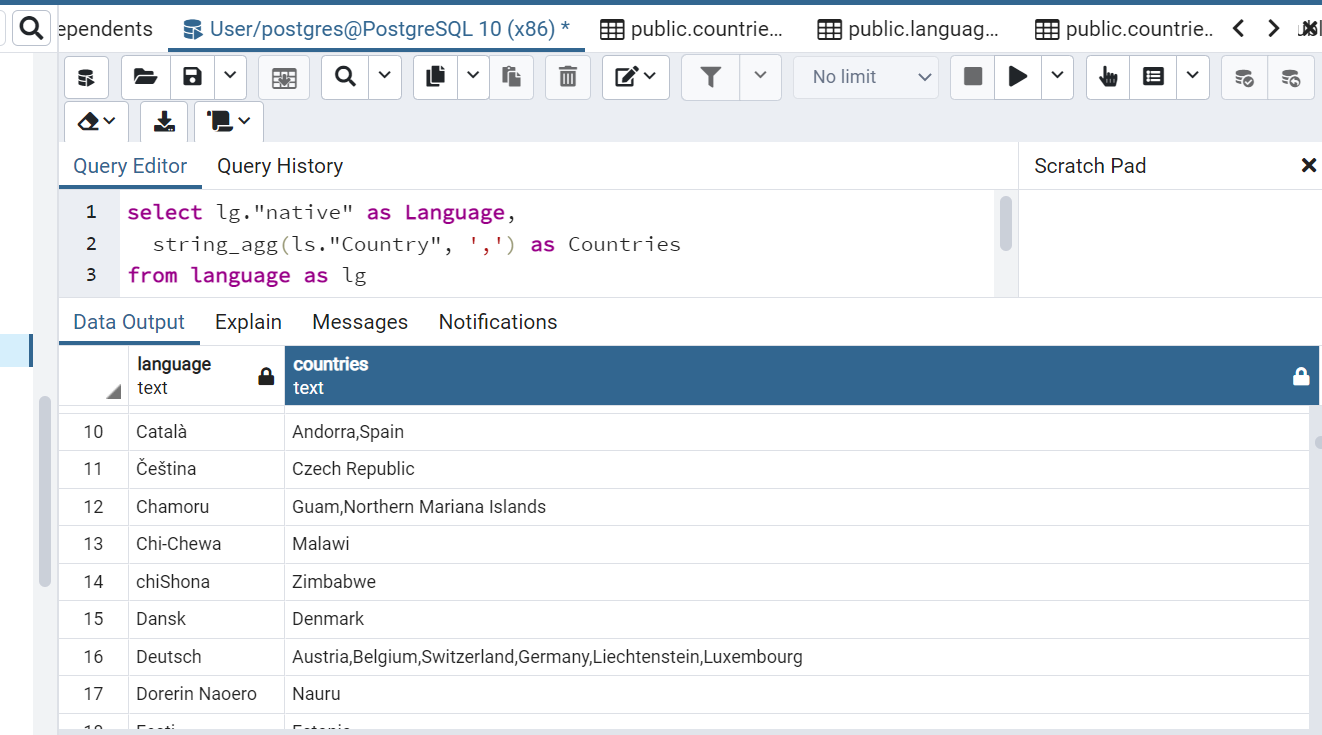 ependents User/postgres@PostgreSQL 10 (x86) * public.countrie... public.languag... public.countrie..
No limit
Query Editor Query History Scratch Pad
1 select lg."native" as Language,
2 string_agg(ls."Country", ',') as Countries
3 from language as lg
Data Output Explain Messages Notifications
language countries
text text
10 Català Andorra,Spain
11 Čeština Czech Republic
12 Chamoru Guam,Northern Mariana Islands
13 Chi-Chewa Malawi
14 chiShona Zimbabwe
15 Dansk Denmark
16 Deutsch Austria,Belgium,Switzerland,Germany,Liechtenstein,Luxembourg
17 Dorerin Naoero Nauru
18 Eesti Estonia